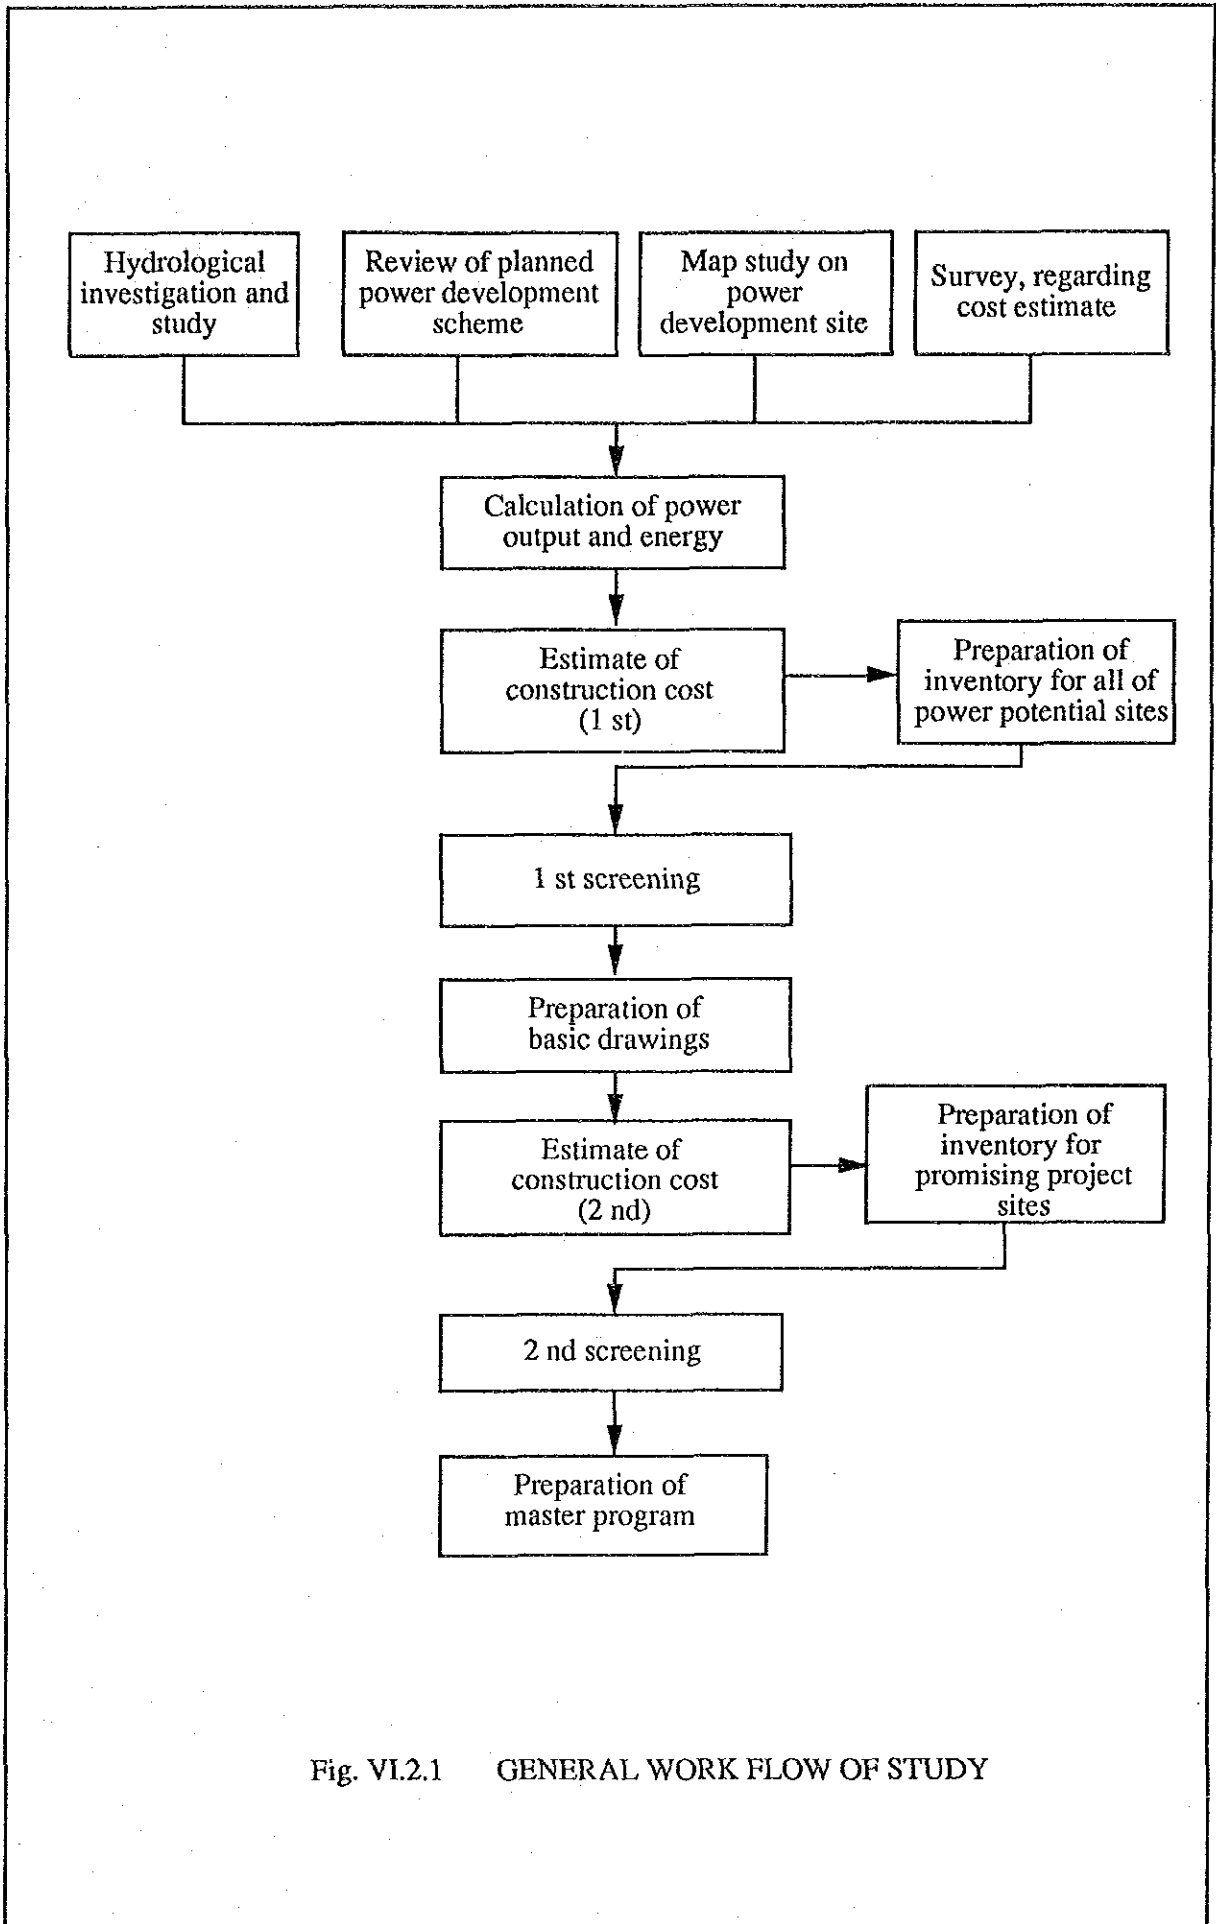 Hydrological
investigation and
study
Review of planned
power development
scheme
Map study on
power
development site
Survey, regarding
cost estimate
Calculation of power
output and energy
Estimate of
construction cost
(1 st)
Preparation of
inventory for all of
power potential sites
1 st screening
Preparation of
basic drawings
Estimate of
construction cost
(2 nd)
Preparation of
inventory for
promising project
sites
2 nd screening
Preparation of
master program
Fig. VI.2.1 GENERAL WORK FLOW OF STUDY